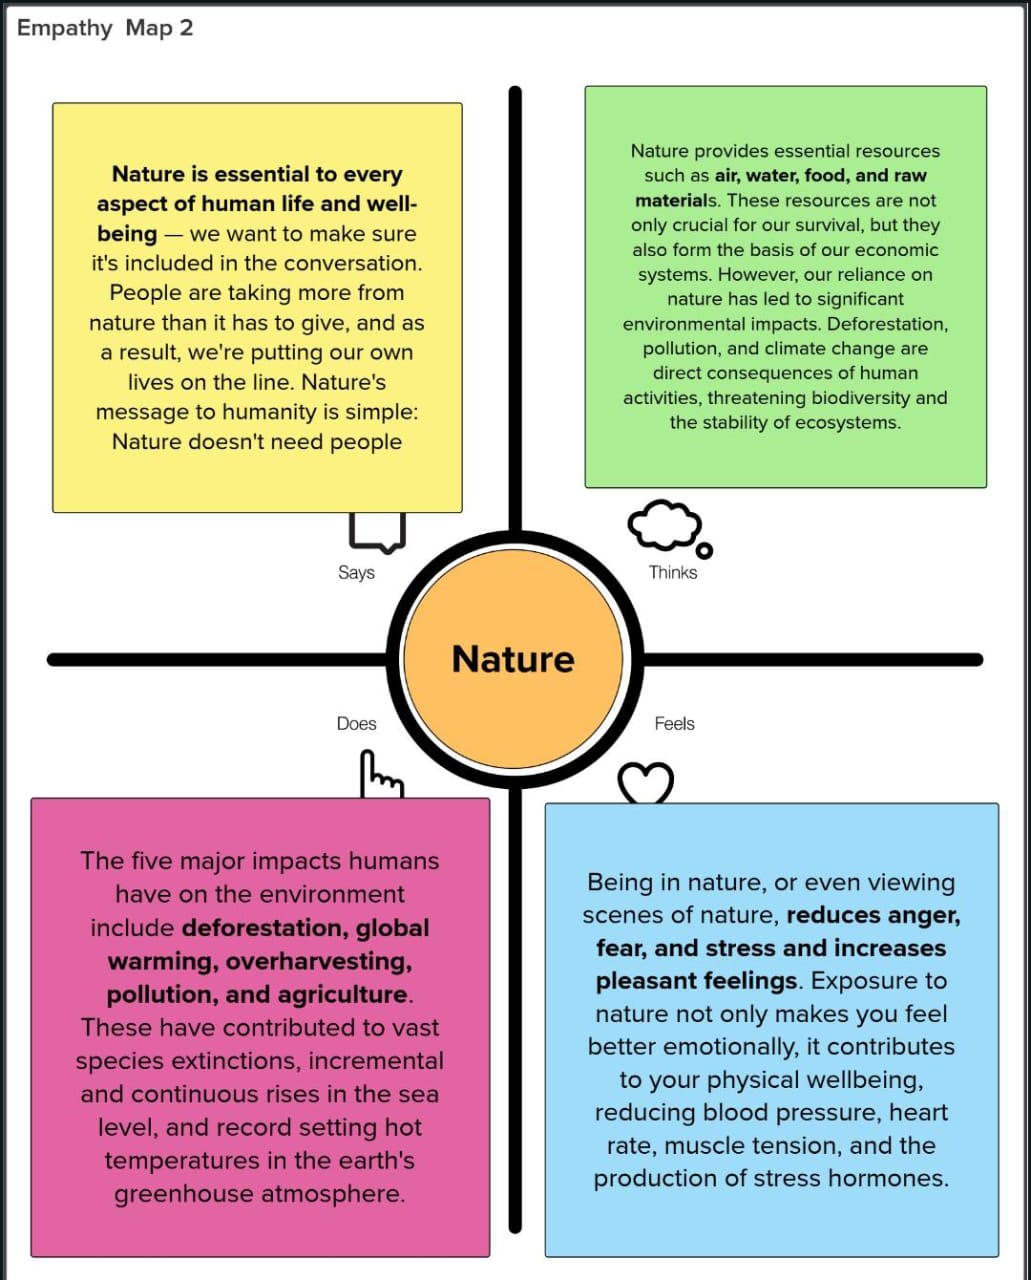 Empathy Map 2
Nature is essential to every
aspect of human life and well-
being — we want to make sure
it's included in the conversation.
People are taking more from
nature than it has to give, and as
a result, we're putting our own
lives on the line. Nature's
message to humanity is simple:
Nature doesn't need people
Nature provides essential resources
such as air, water, food, and raw
materials. These resources are not
only crucial for our survival, but they
also form the basis of our economic
systems. However, our reliance on
nature has led to significant
environmental impacts. Deforestation,
pollution, and climate change are
direct consequences of human
activities, threatening biodiversity and
the stability of ecosystems.
Says
Thinks
Nature
Does
Feels
The five major impacts humans
have on the environment
include deforestation, global
warming, overharvesting,
pollution, and agriculture.
These have contributed to vast
species extinctions, incremental
and continuous rises in the sea
level, and record setting hot
temperatures in the earth's
greenhouse atmosphere.
Being in nature, or even viewing
scenes of nature, reduces anger,
fear, and stress and increases
pleasant feelings. Exposure to
nature not only makes you feel
better emotionally, it contributes
to your physical wellbeing,
reducing blood pressure, heart
rate, muscle tension, and the
production of stress hormones.